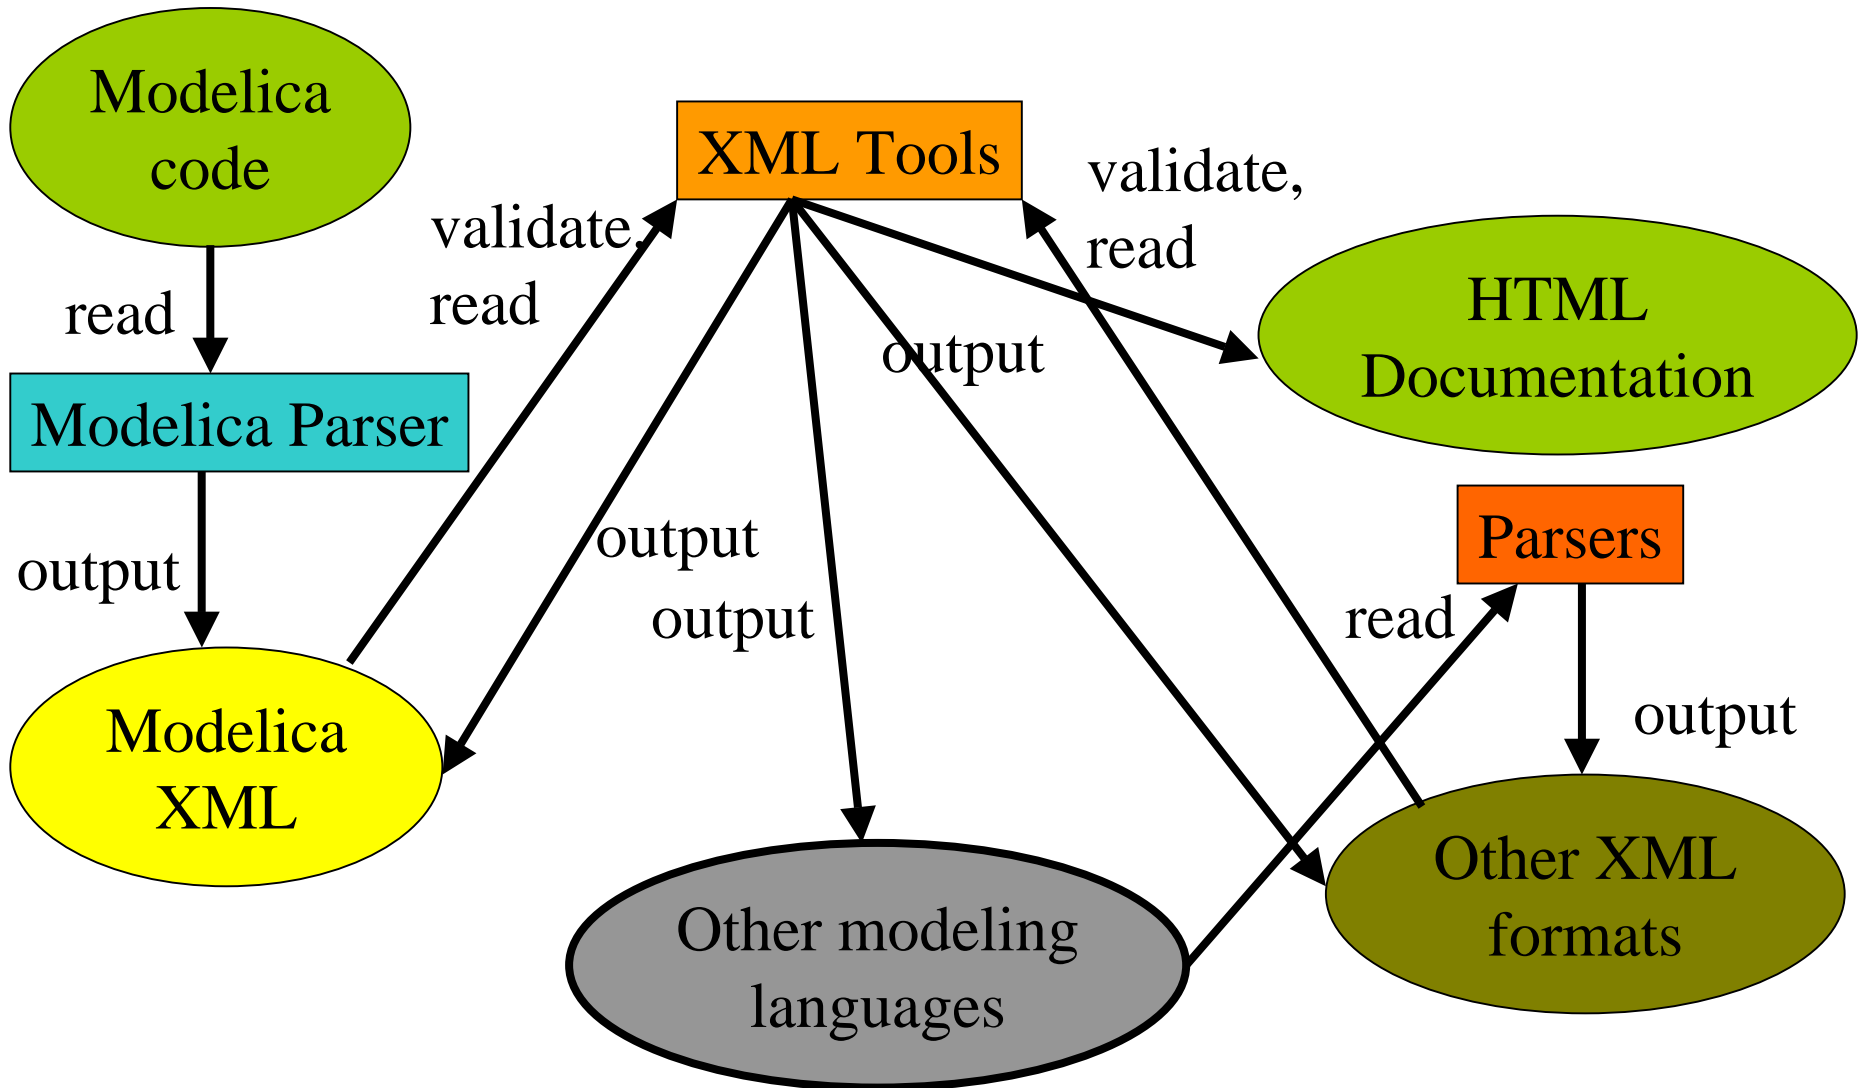 Modelica
code
XML Tools
validate,
read
validate,
read
HTML
Documentation
read
output
Modelica Parser
Parsers
output
output
output
read
output
Modelica
XML
Other XML
formats
Other modeling
languages